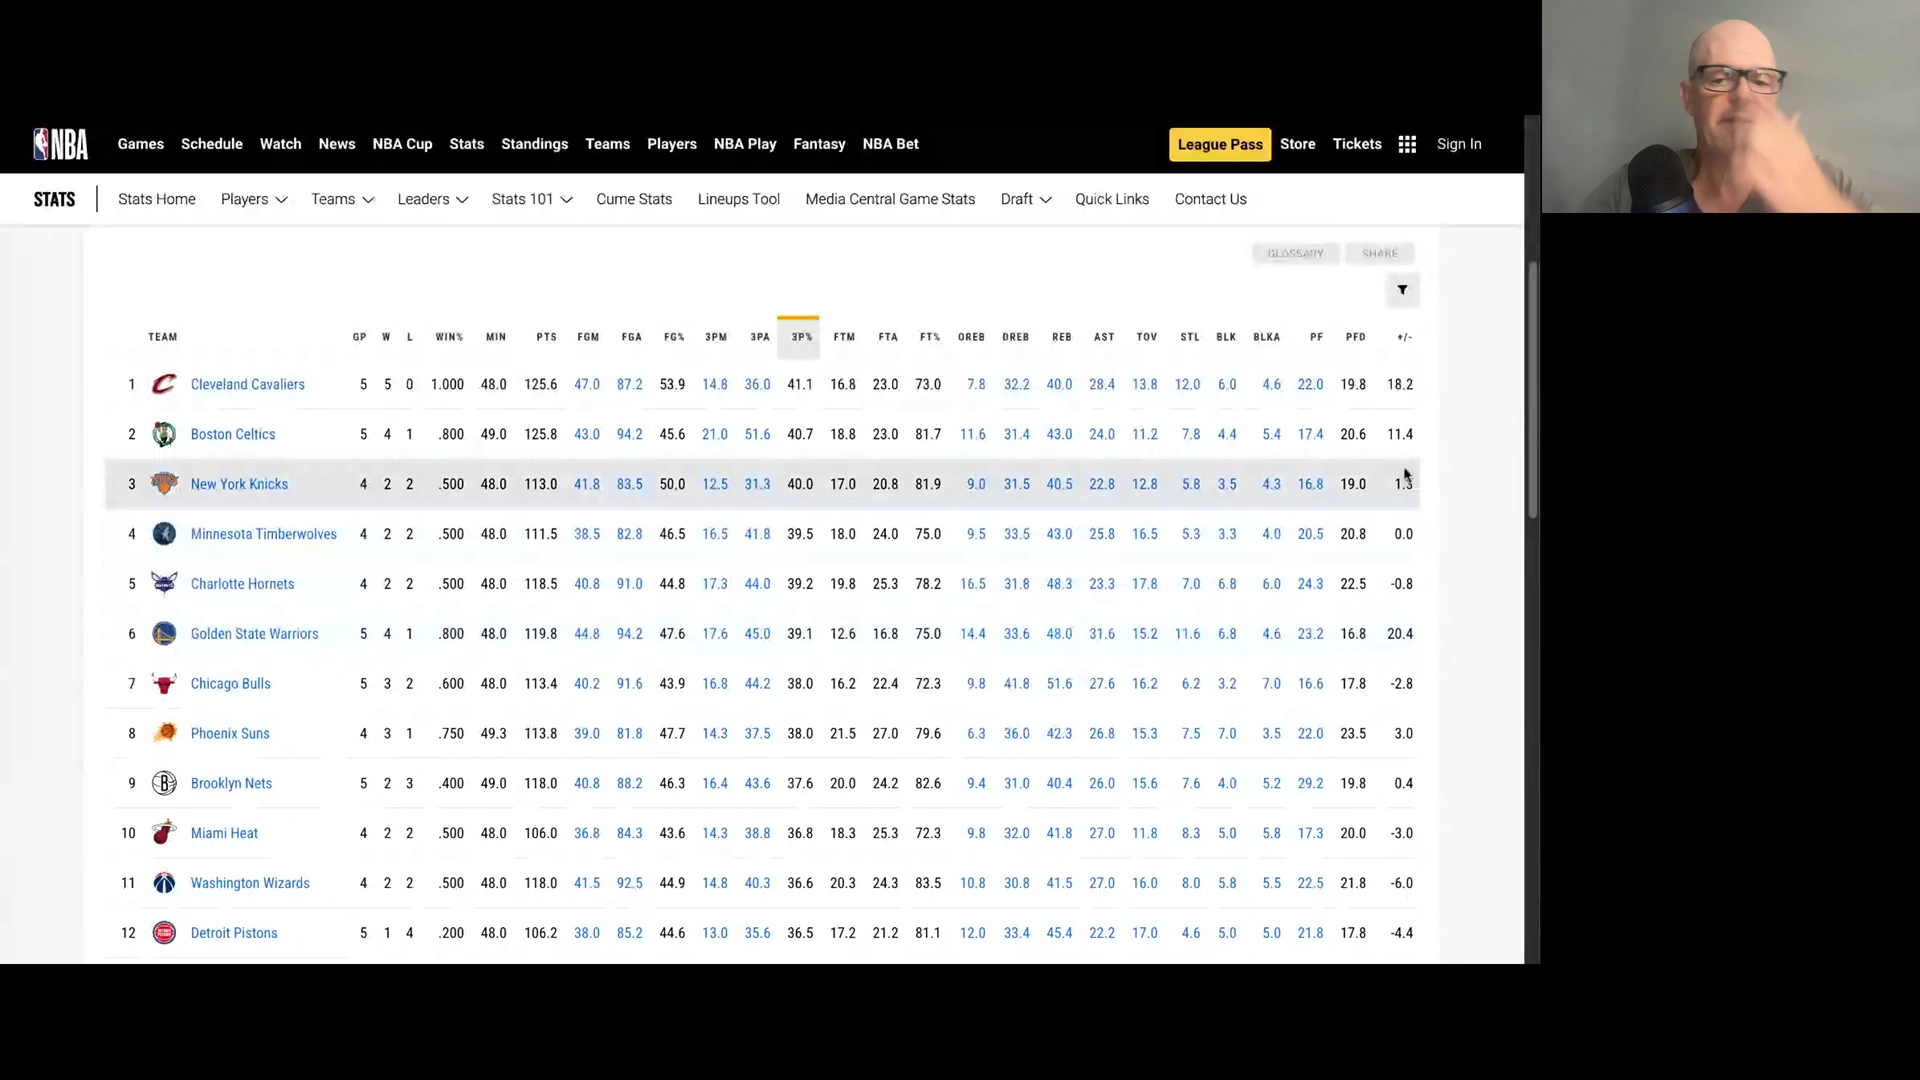 NBA Games Schedule Watch News NBA Cup Stats Standings Teams Players NBA Play Fantasy NBA Bet League Pass Store Tickets Sign In
STATS Stats Home Players Teams Leaders Stats 101 Cume Stats Lineups Tool Media Central Game Stats Draft Quick Links Contact Us
GLOSSARY SHARE
TEAM GP W L WIN% MIN PTS FGM FGA FG% 3PM 3PA 3P% FTM FTA FT% OREB DREB REB AST TOV STL BLK BLKA PF PFD +/-
1 Cleveland Cavaliers 5 5 0 1.000 48.0 125.6 47.0 87.2 53.9 14.8 36.0 41.1 16.8 23.0 73.0 7.8 32.2 40.0 28.4 13.8 12.0 6.0 4.6 22.0 19.8 18.2
2 Boston Celtics 5 4 1 .800 49.0 125.8 43.0 94.2 45.6 21.0 51.6 40.7 18.8 23.0 81.7 11.6 31.4 43.0 24.0 11.2 7.8 4.4 5.4 17.4 20.6 11.4
3 New York Knicks 4 2 2 .500 48.0 113.0 41.8 83.5 50.0 12.5 31.3 40.0 17.0 20.8 81.9 9.0 31.5 40.5 22.8 12.8 5.8 3.5 4.3 16.8 19.0
4 Minnesota Timberwolves 4 2 2 .500 48.0 111.5 38.5 82.8 46.5 16.5 41.8 39.5 18.0 24.0 75.0 9.5 33.5 43.0 25.8 16.5 5.3 3.3 4.0 20.5 20.8 0.0
5 Charlotte Hornets 4 2 2 .500 48.0 118.5 40.8 91.0 44.8 17.3 44.0 39.2 19.8 25.3 78.2 16.5 31.8 48.3 23.3 17.8 7.0 6.8 6.0 24.3 22.5 -0.8
6 Golden State Warriors 5 4 1 .800 48.0 119.8 44.8 94.2 47.6 17.6 45.0 39.1 12.6 16.8 75.0 14.4 33.6 48.0 31.6 15.2 11.6 6.8 4.6 23.2 16.8 20.4
7 Chicago Bulls 5 3 2 .600 48.0 113.4 40.2 91.6 43.9 16.8 44.2 38.0 16.2 22.4 72.3 9.8 41.8 51.6 27.6 16.2 6.2 3.2 7.0 16.6 17.8 -2.8
8 Phoenix Suns 4 3 1 .750 49.3 113.8 39.0 81.8 47.7 14.3 37.5 38.0 21.5 27.0 79.6 6.3 36.0 42.3 26.8 15.3 7.5 7.0 3.5 22.0 23.5 3.0
9 Brooklyn Nets 5 2 3 .400 49.0 118.0 40.8 88.2 46.3 16.4 43.6 37.6 20.0 24.2 82.6 9.4 31.0 40.4 26.0 15.6 7.6 4.0 5.2 29.2 19.8 0.4
10 Miami Heat 4 2 2 .500 48.0 106.0 36.8 84.3 43.6 14.3 38.8 36.8 18.3 25.3 72.3 9.8 32.0 41.8 27.0 11.8 8.3 5.0 5.8 17.3 20.0 -3.0
11 Washington Wizards 4 2 2 .500 48.0 118.0 41.5 92.5 44.9 14.8 40.3 36.6 20.3 24.3 83.5 10.8 30.8 41.5 27.0 16.0 8.0 5.8 5.5 22.5 21.8 -6.0
12 Detroit Pistons 5 1 4 .200 48.0 106.2 38.0 85.2 44.6 13.0 35.6 36.5 17.2 21.2 81.1 12.0 33.4 45.4 22.2 17.0 4.6 5.0 5.0 21.8 17.8 -4.4